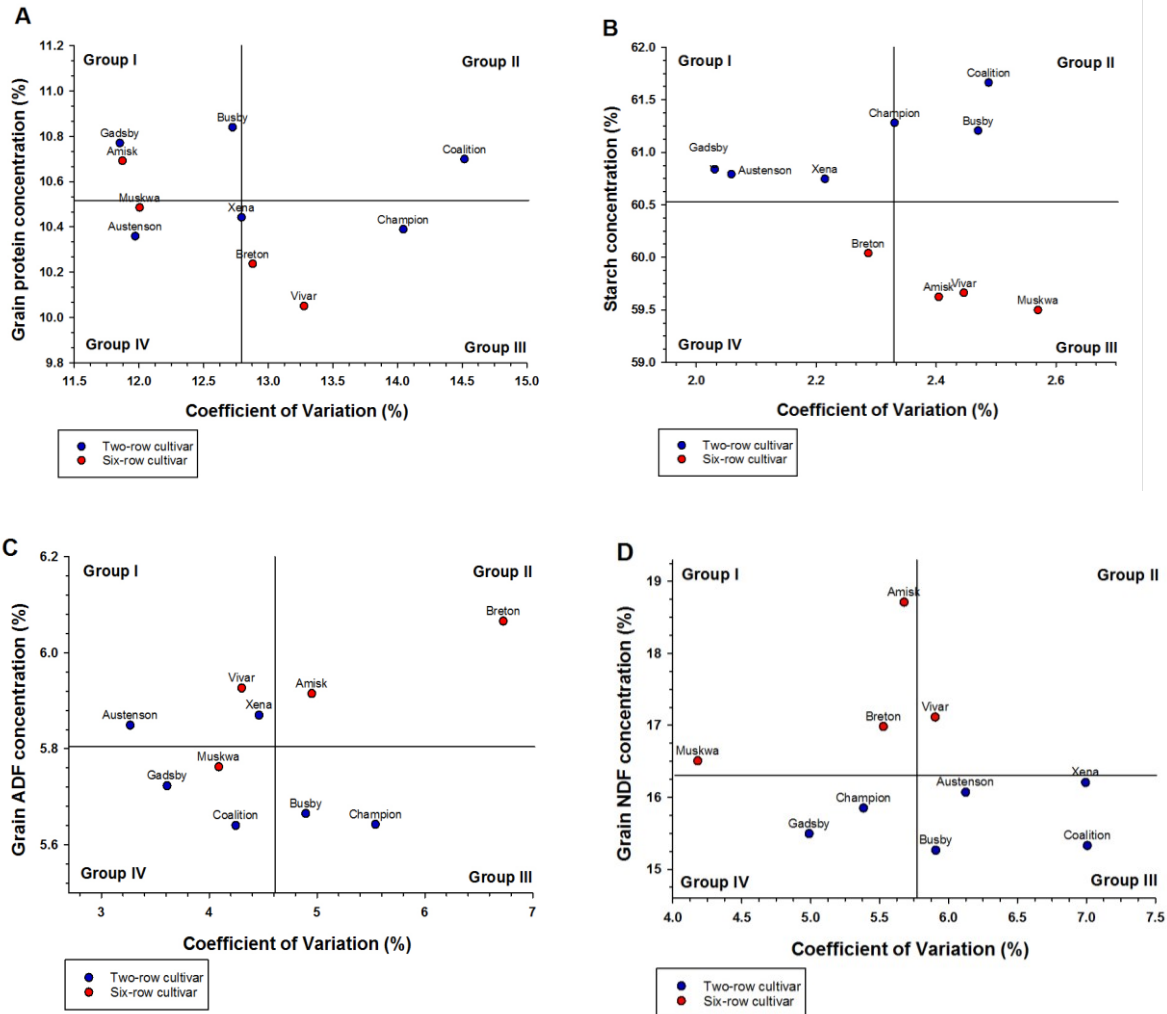 A
Grain protein concentration (%)
11.2
11.0
10.8
10.6
10.4
10.2
10.0
9.8
Group I
Group II
Busby
Gadsby
Amisk
Coalition
Muskwa
Xena
Austenson
Champion
Breton
Vivar
Group IV
Group III
11.5 12.0 12.5 13.0 13.5 14.0 14.5 15.0
Coefficient of Variation (%)
Two-row cultivar
Six-row cultivar
B
Starch concentration (%)
62.0
61.5
61.0
60.5
60.0
59.5
59.0
Group I
Group II
Coalition
Champion
Busby
Gadsby
Austenson
Xena
Breton
Amisk
Vivar
Muskwa
Group IV
Group III
2.0 2.2 2.4 2.6
Coefficient of Variation (%)
Two-row cultivar
Six-row cultivar
C
Grain ADF concentration (%)
6.2
6.0
5.8
5.6
Group I
Group II
Breton
Vivar
Amisk
Xena
Austenson
Muskwa
Gadsby
Coalition
Busby
Champion
Group IV
Group III
3 4 5 6 7
Coefficient of Variation (%)
Two-row cultivar
Six-row cultivar
D
Grain NDF concentration (%)
19
18
17
16
15
Group I
Group II
Amisk
Breton
Vivar
Muskwa
Xena
Austenson
Champion
Gadsby
Busby
Coalition
Group IV
Group III
4.0 4.5 5.0 5.5 6.0 6.5 7.0 7.5
Coefficient of Variation (%)
Two-row cultivar
Six-row cultivar